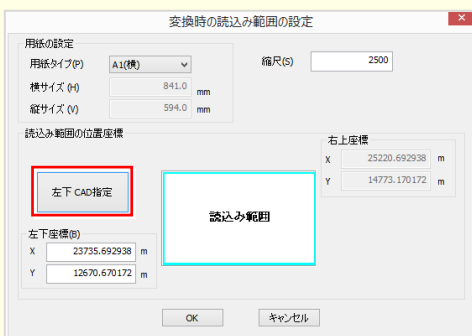 変換時の読込み範囲の設定
用紙の設定
用紙タイプ(P) A1(横)
縮尺(S) 2500
横サイズ(H) 841.0 mm
縦サイズ(V) 594.0 mm
読込み範囲の位置座標
右上座標
X 25220.692938 m
Y 14773.170172 m
左下 CAD指定
読込み範囲
左下座標(B)
X 23735.692938 m
Y 12670.670172 m
OK キャンセル